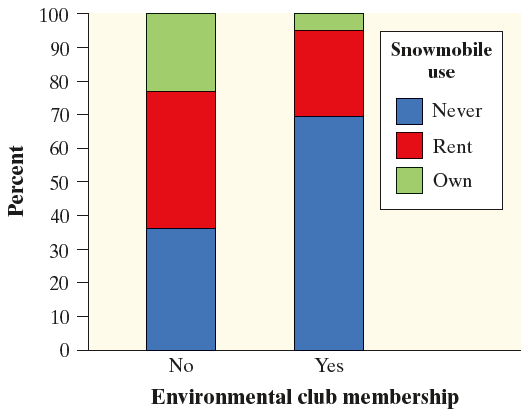 100
90
80
70
60
50
40
30
20
10
0
Percent
No
Yes
Environmental club membership
Snowmobile
use
Never
Rent
Own